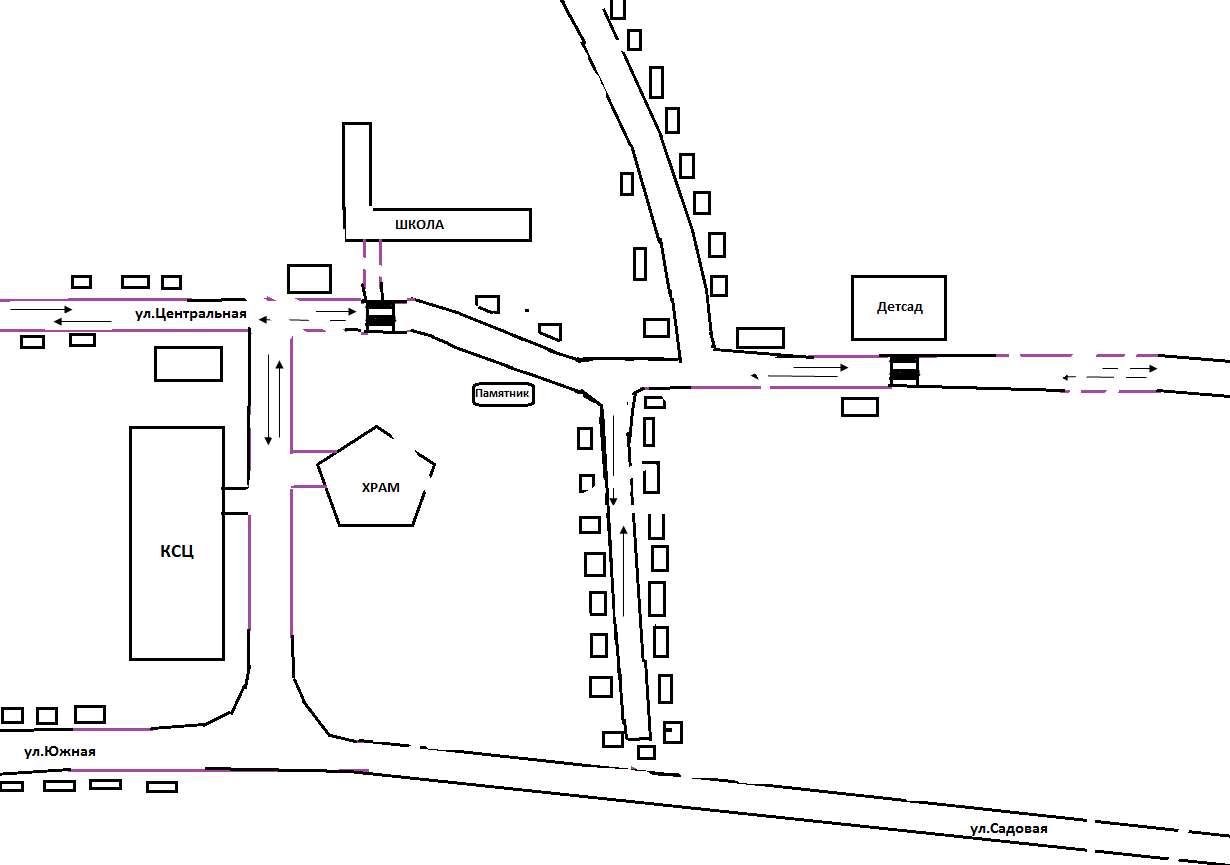 ШКОЛА
ул.Центральная
Детсад
Памятник
ХРАМ
КСЦ
ул.Южная
ул.Садовая